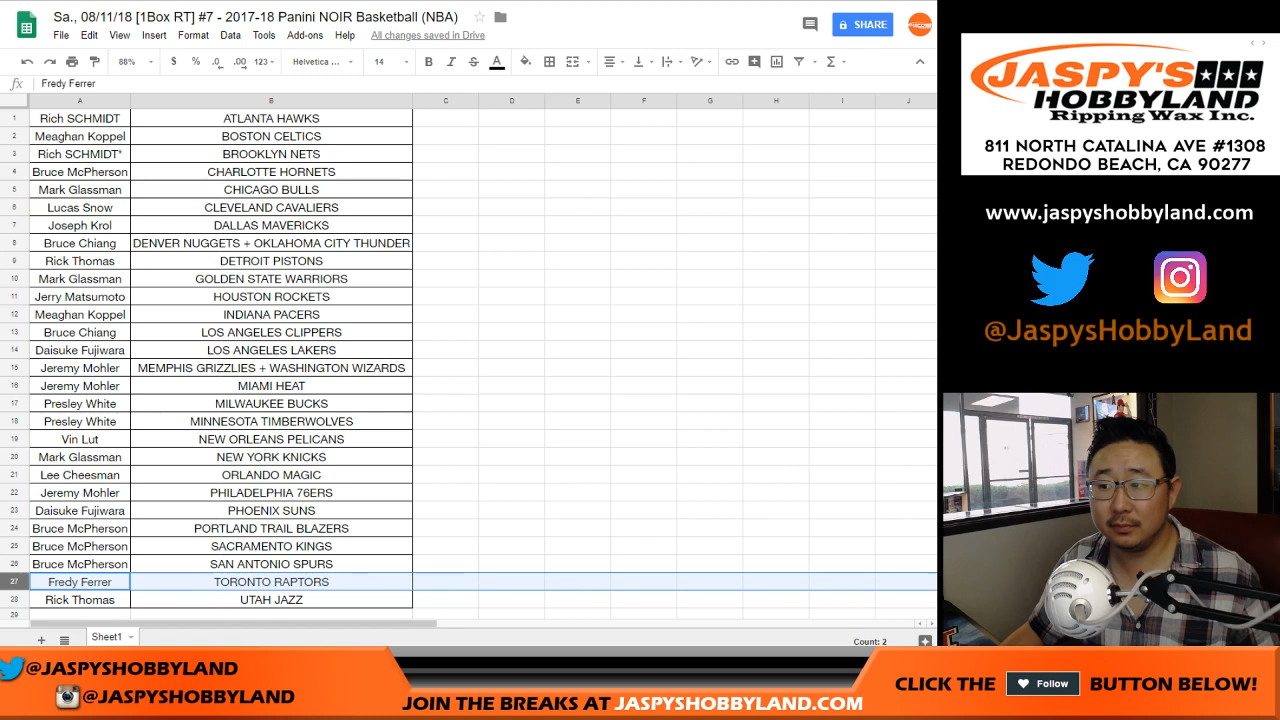 Sa., 08/11/18 [1Box RT] #7 - 2017-18 Panini NOIR Basketball (NBA)
SHARE
File Edit View Insert Format Data Tools Add-ons Help All changes saved in Drive
88% $ % .0 .00 123 Helvetica ... 14 B I S A
fx Fredy Ferrer
A B C D E F G H I J
1 Rich SCHMIDT ATLANTA HAWKS
2 Meaghan Koppel BOSTON CELTICS
3 Rich SCHMIDT* BROOKLYN NETS
4 Bruce McPherson CHARLOTTE HORNETS
5 Mark Glassman CHICAGO BULLS
6 Lucas Snow CLEVELAND CAVALIERS
7 Joseph Krol DALLAS MAVERICKS
8 Bruce Chiang DENVER NUGGETS + OKLAHOMA CITY THUNDER
9 Rick Thomas DETROIT PISTONS
10 Mark Glassman GOLDEN STATE WARRIORS
11 Jerry Matsumoto HOUSTON ROCKETS
12 Meaghan Koppel INDIANA PACERS
13 Bruce Chiang LOS ANGELES CLIPPERS
14 Daisuke Fujiwara LOS ANGELES LAKERS
15 Jeremy Mohler MEMPHIS GRIZZLIES + WASHINGTON WIZARDS
16 Jeremy Mohler MIAMI HEAT
17 Presley White MILWAUKEE BUCKS
18 Presley White MINNESOTA TIMBERWOLVES
19 Vin Lut NEW ORLEANS PELICANS
20 Mark Glassman NEW YORK KNICKS
21 Lee Cheesman ORLANDO MAGIC
22 Jeremy Mohler PHILADELPHIA 76ERS
23 Daisuke Fujiwara PHOENIX SUNS
24 Bruce McPherson PORTLAND TRAIL BLAZERS
25 Bruce McPherson SACRAMENTO KINGS
26 Bruce McPherson SAN ANTONIO SPURS
27 Fredy Ferrer TORONTO RAPTORS
28 Rick Thomas UTAH JAZZ
29
Sheet1
Count: 2
JASPY'S
HOBBYLAND
Ripping Wax Inc.
811 NORTH CATALINA AVE #1308
REDONDO BEACH, CA 90277
www.jaspyshobbyland.com
@JaspysHobbyLand
@JASPYSHOBBYLAND
@JASPYSHOBBYLAND
JOIN THE BREAKS AT JASPYSHOBBYLAND.COM
CLICK THE Follow BUTTON BELOW!